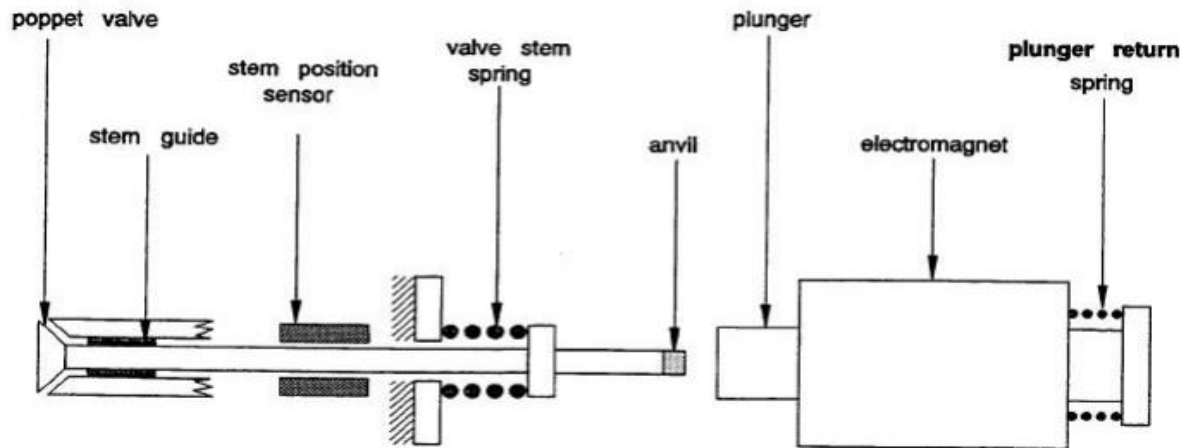 poppet valve
stem guide
stem position
sensor
valve stem
spring
anvil
plunger
electromagnet
plunger return
spring